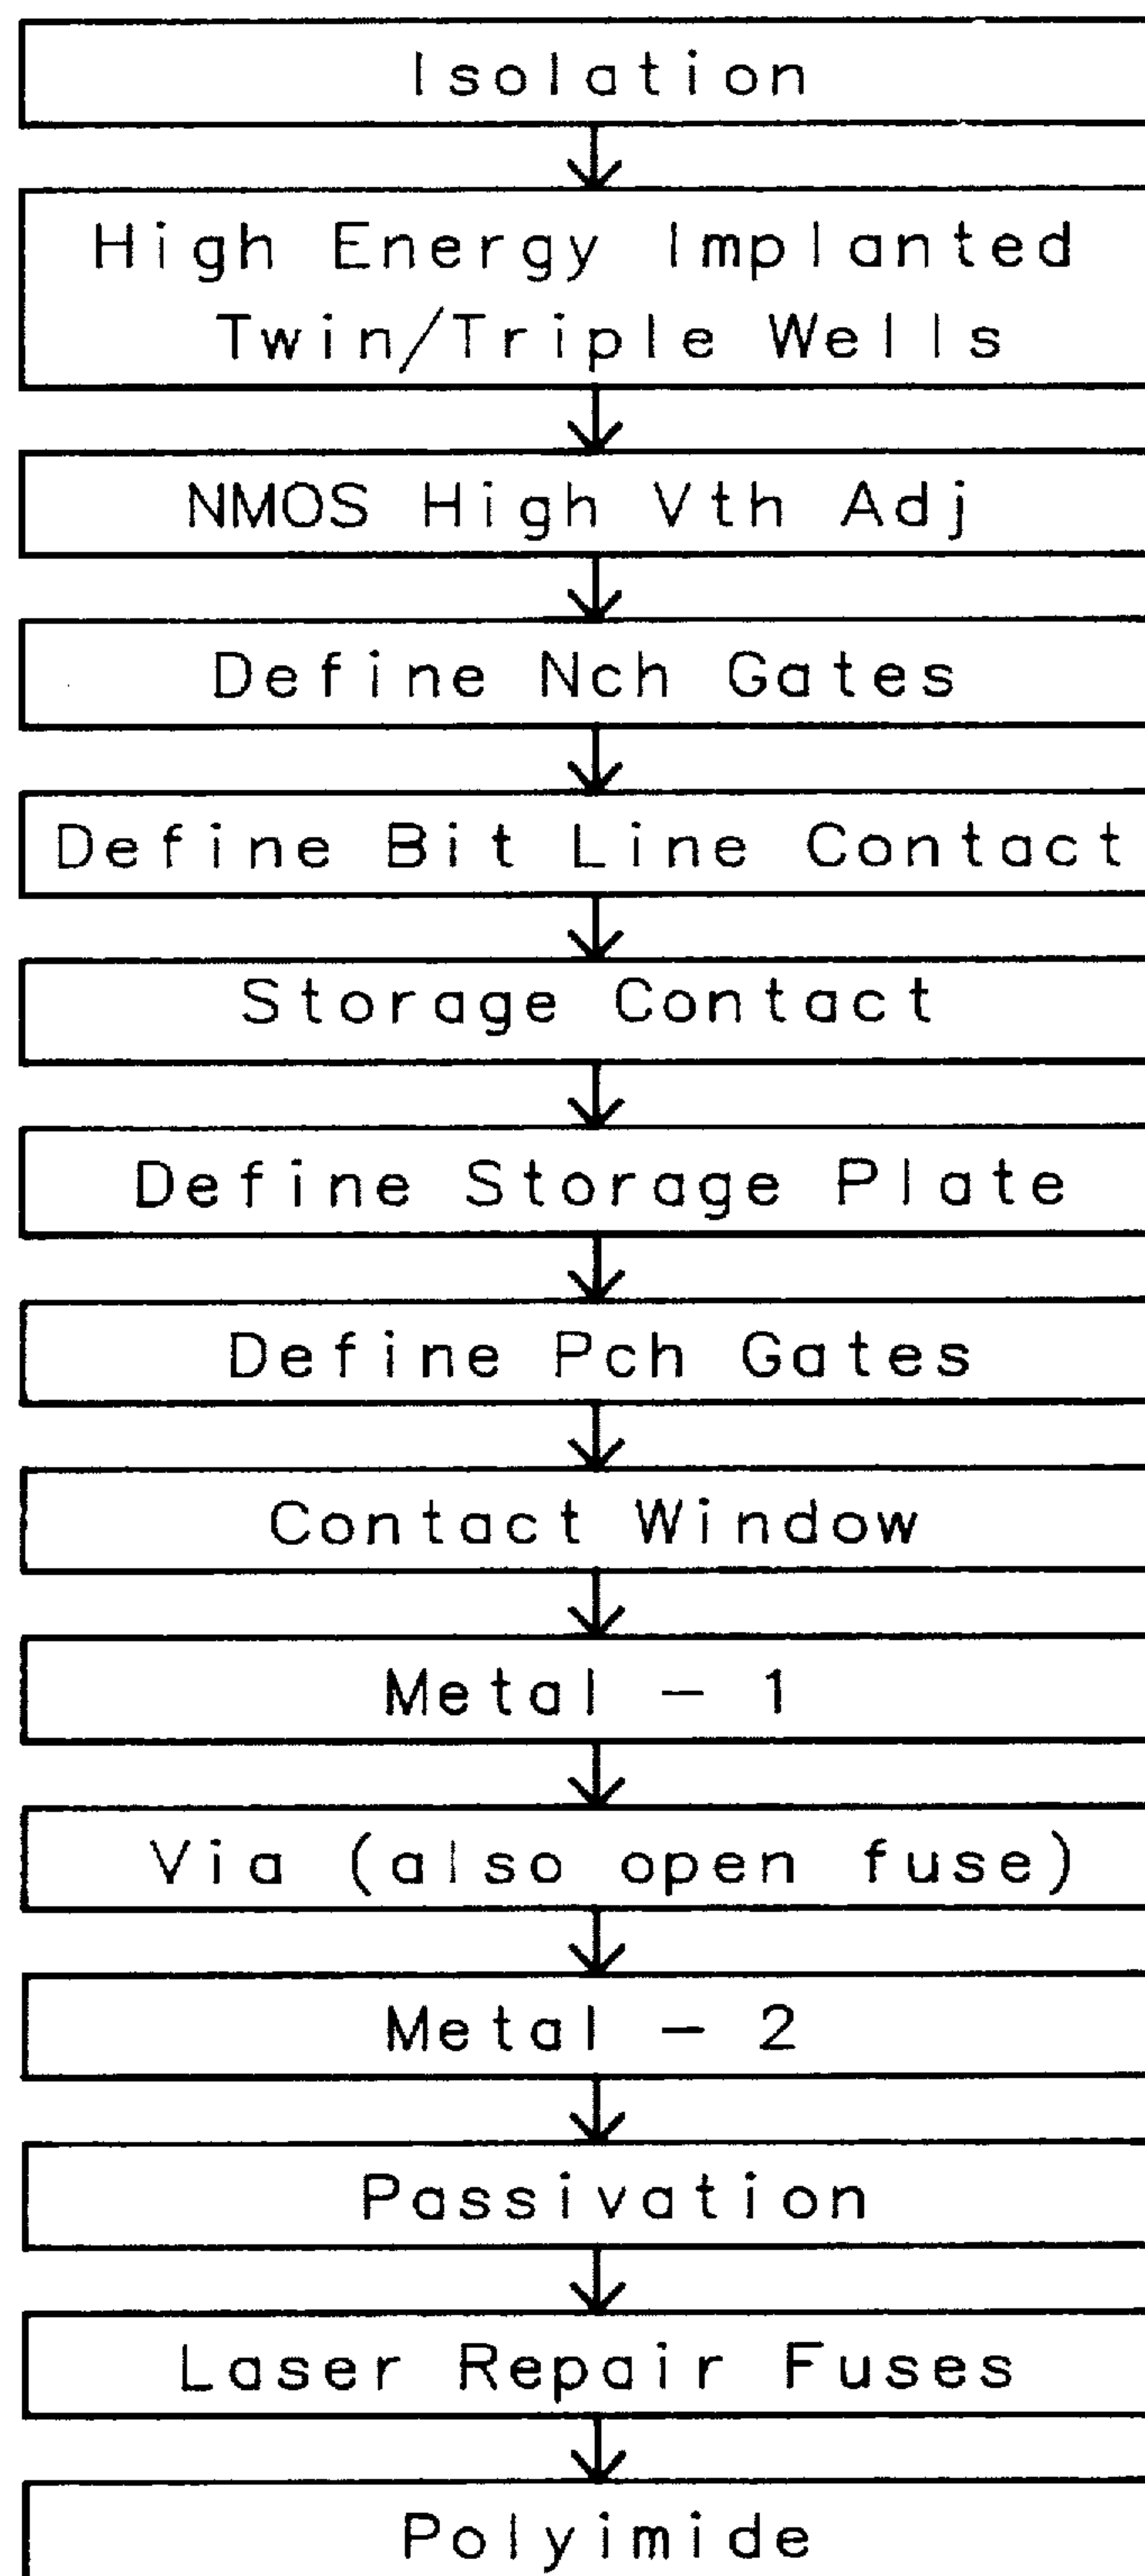 Isolation
High Energy Implanted
Twin/Triple Wells
NMOS High Vth Adj
Define Nch Gates
Define Bit Line Contact
Storage Contact
Define Storage Plate
Define Pch Gates
Contact Window
Metal - 1
Via (also open fuse)
Metal - 2
Passivation
Laser Repair Fuses
Polyimide